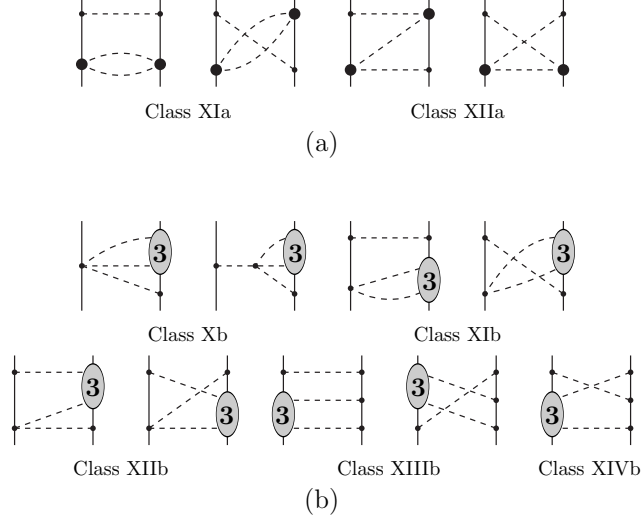 Class XIa Class XIIa
(a)
3 3 3 3
Class Xb Class XIb
3 3 3 3 3
Class XIIb Class XIIIb Class XIVb
(b)